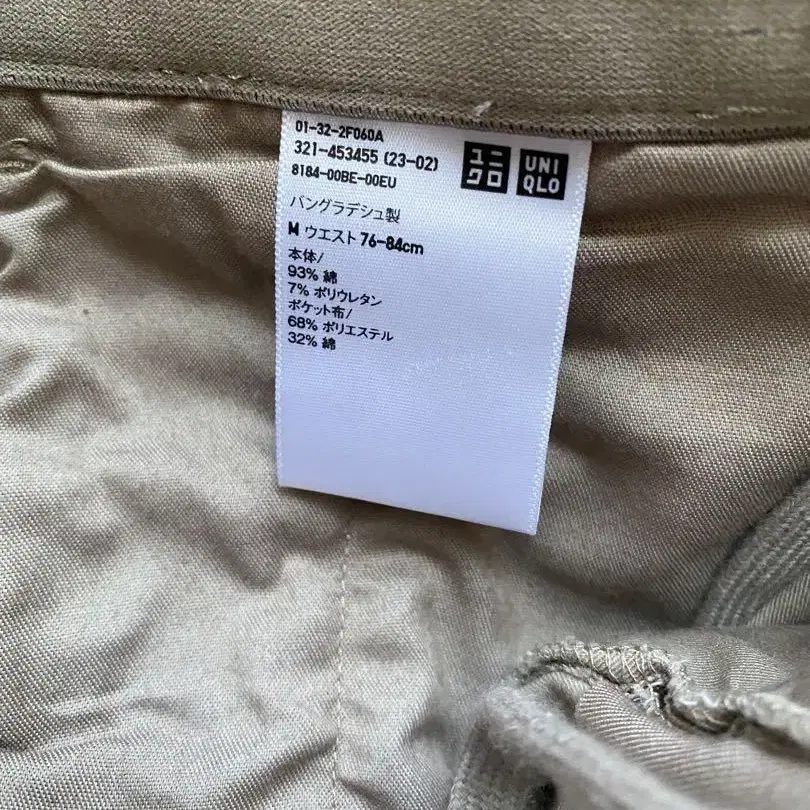 01-32-2F060A
321-453455 (23-02)
8184-00BE-00EU
ユニ
クロ
UNI
QLO
バングラデシュ製
M ウエスト 76-84cm
本体/
93% 綿
7% ポリウレタン
ポケット布/
68% ポリエステル
32% 綿